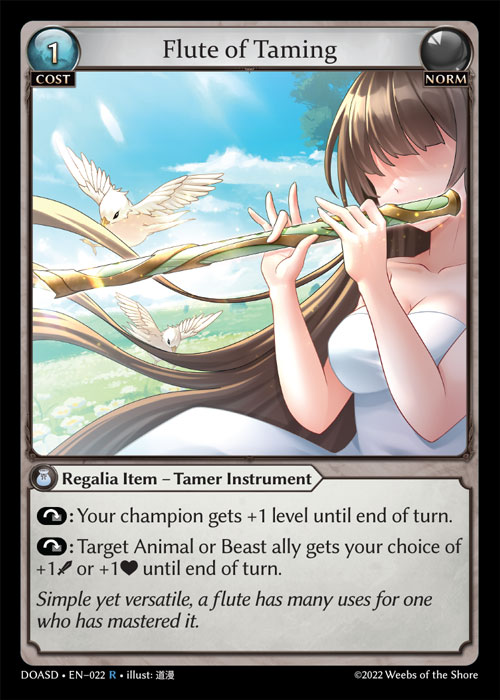 1
Flute of Taming
COST
NORM
Regalia Item – Tamer Instrument
: Your champion gets +1 level until end of turn.
: Target Animal or Beast ally gets your choice of
+1 or +1 until end of turn.
Simple yet versatile, a flute has many uses for one
who has mastered it.
DOASD • EN–022 R • illust: 道漫
©2022 Weebs of the Shore